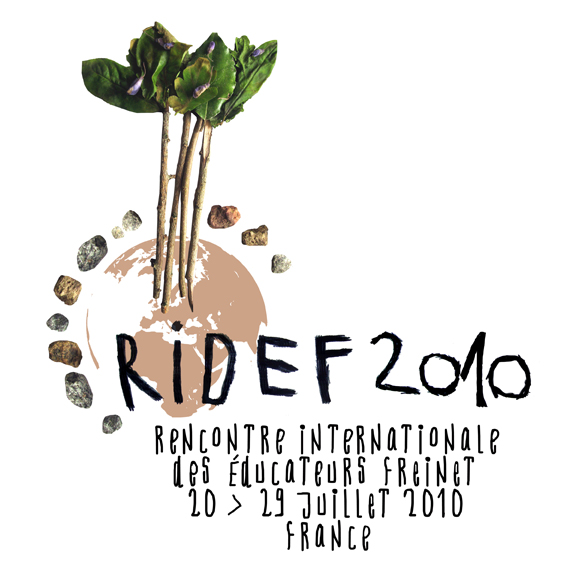 RiDEF 2010
RENCONTRE iNTERNATiONALE
dES ÉdUCATEURS FREiNET
20 > 29 JUiLLET 2010
FRANCE